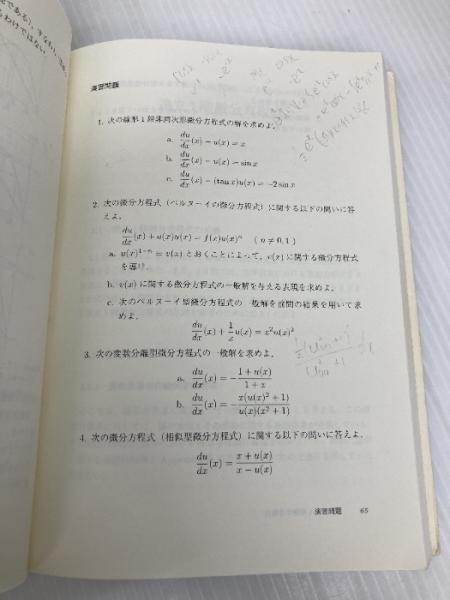 演習問題
1. 次の線形1階非同次型微分方程式の解を求めよ.
a. du/dx (x) − u(x) = x
b. du/dx (x) − u(x) = sin x
c. du/dx (x) − (tan x)u(x) = −2 sin x
2. 次の微分方程式(ベルヌーイの微分方程式)に関する以下の問いに答
えよ.
du/dx (x) + a(x)u(x) = f(x)u(x)^n (n ≠ 0, 1)
a. u(x)^{1−n} = v(x) とおくことによって, v(x) に関する微分方程式
を導け.
b. v(x) に関する微分方程式の一般解を与える表現を求めよ.
c. 次のベルヌーイ型微分方程式の一般解を前問の結果を用いて求
めよ.
du/dx (x) + 1/x u(x) = x^2 u(x)^3
3. 次の変数分離型微分方程式の一般解を求めよ.
a. du/dx (x) = − (1 + u(x))/(1 + x)
b. du/dx (x) = − x(u(x)^2 + 1)/(u(x)(x^2 + 1))
4. 次の微分方程式(相似型微分方程式)に関する以下の問いに答えよ.
du/dx (x) = (x + u(x))/(x − u(x))
演習問題 65